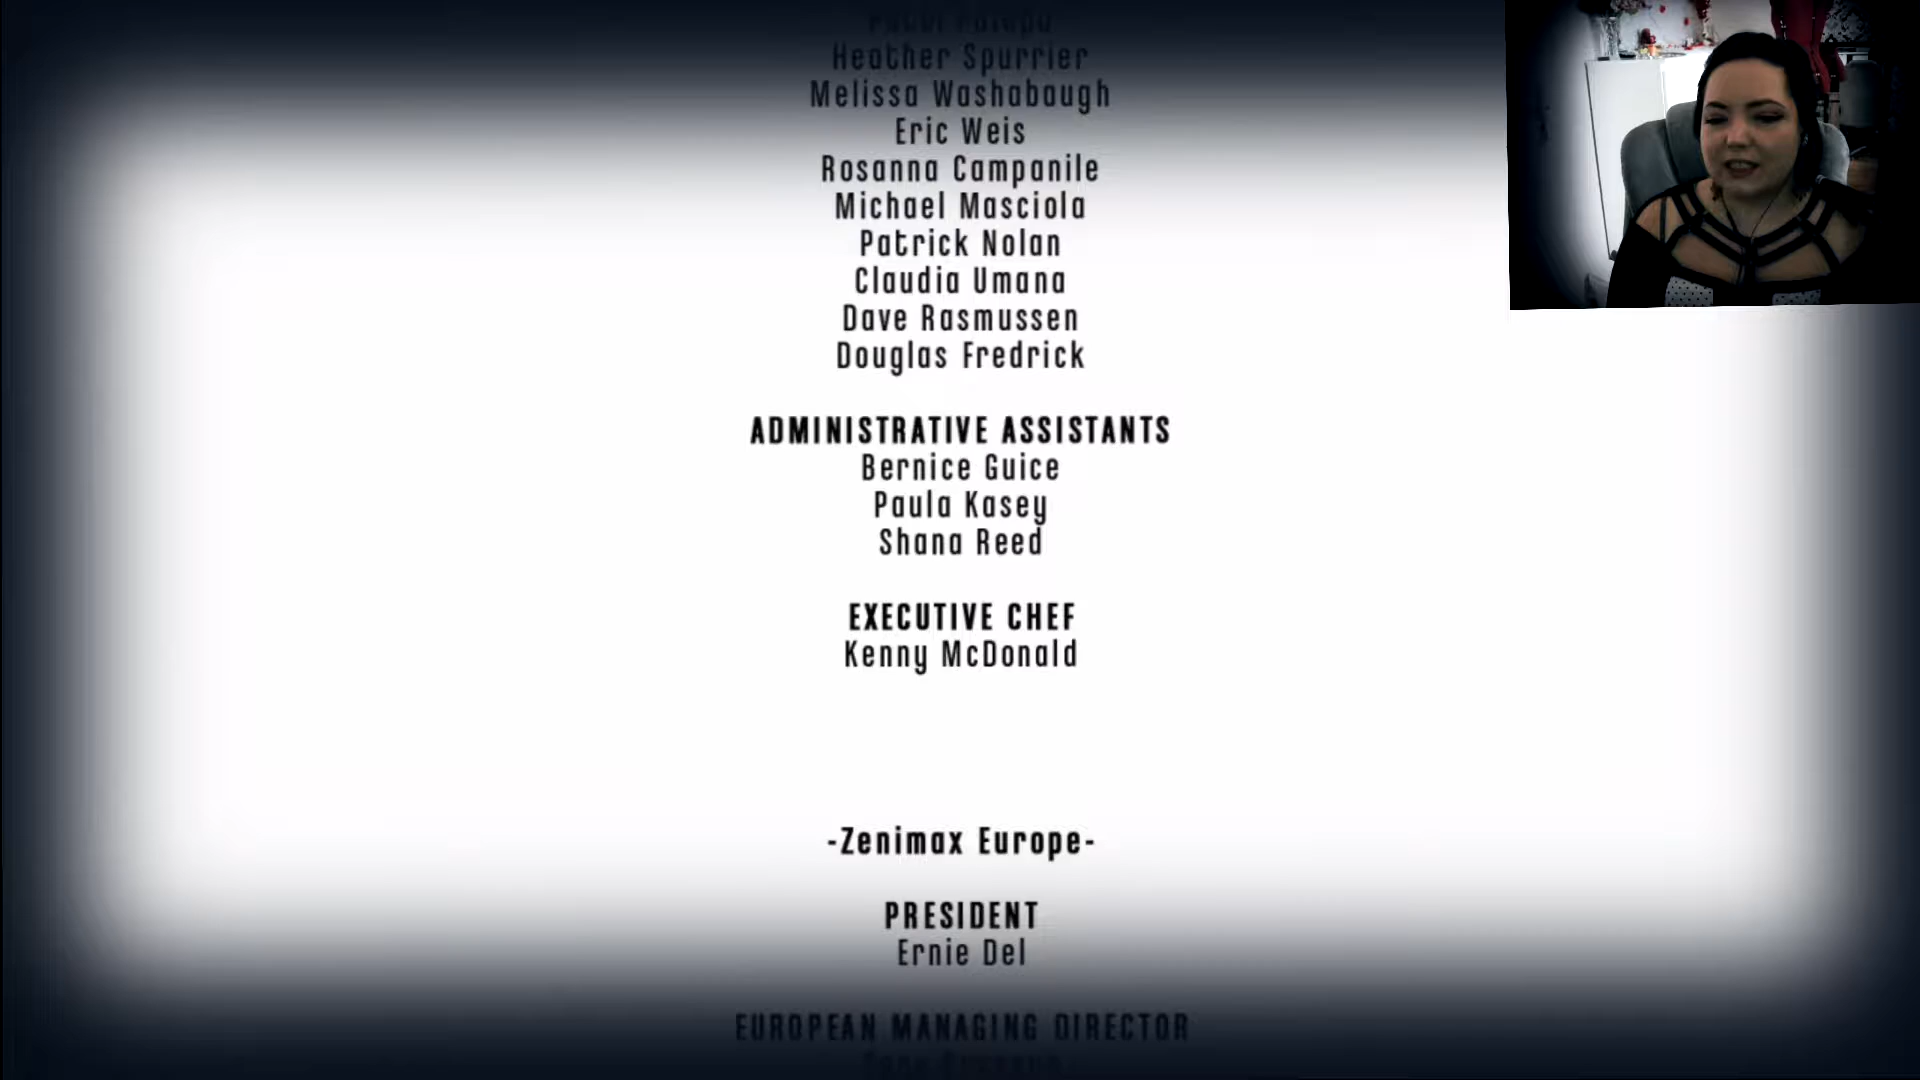 Heather Spurrier
Melissa Washabaugh
Eric Weis
Rosanna Campanile
Michael Masciola
Patrick Nolan
Claudia Umana
Dave Rasmussen
Douglas Fredrick
ADMINISTRATIVE ASSISTANTS
Bernice Guice
Paula Kasey
Shana Reed
EXECUTIVE CHEF
Kenny McDonald
-Zenimax Europe-
PRESIDENT
Ernie Del
EUROPEAN MANAGING DIRECTOR